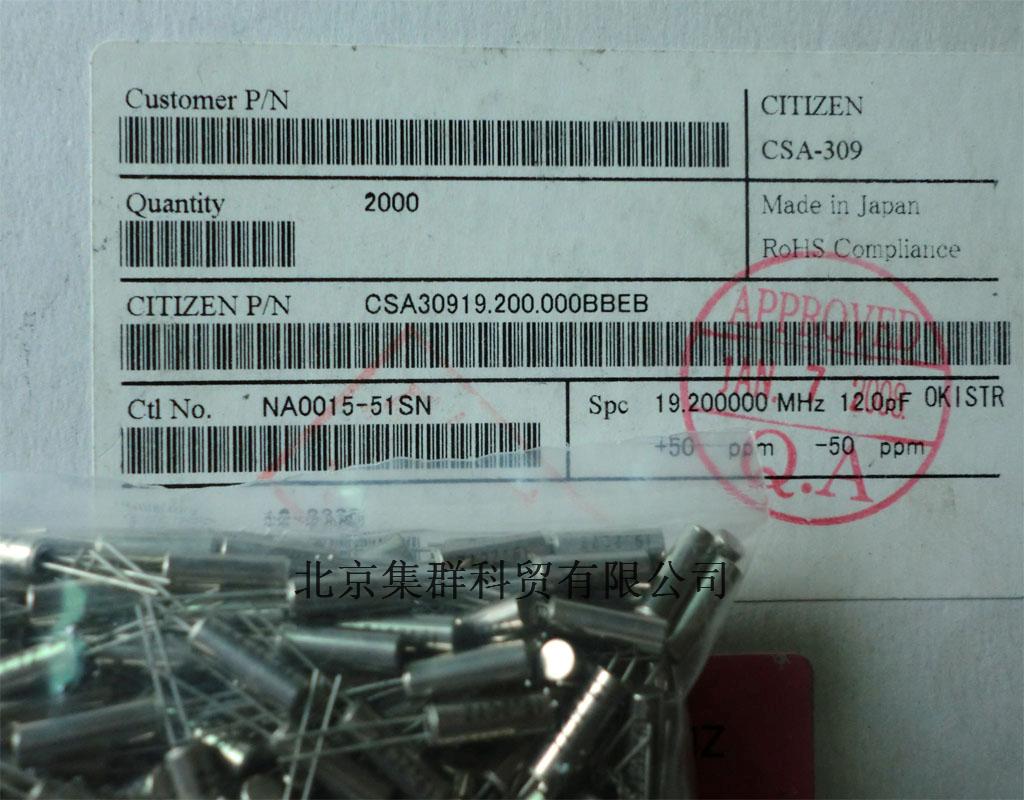 Customer P/N
CITIZEN
CSA-309
Quantity 2000
Made in Japan
RoHS Compliance
CITIZEN P/N CSA30919.200.000BBEB
APPROVED
JAN. 7 2008.
Q.A
Ctl No. NA0015-51SN
Spc 19.200000 MHz 12.0pF OKISTR
+50 ppm -50 ppm
北京集群科贸有限公司